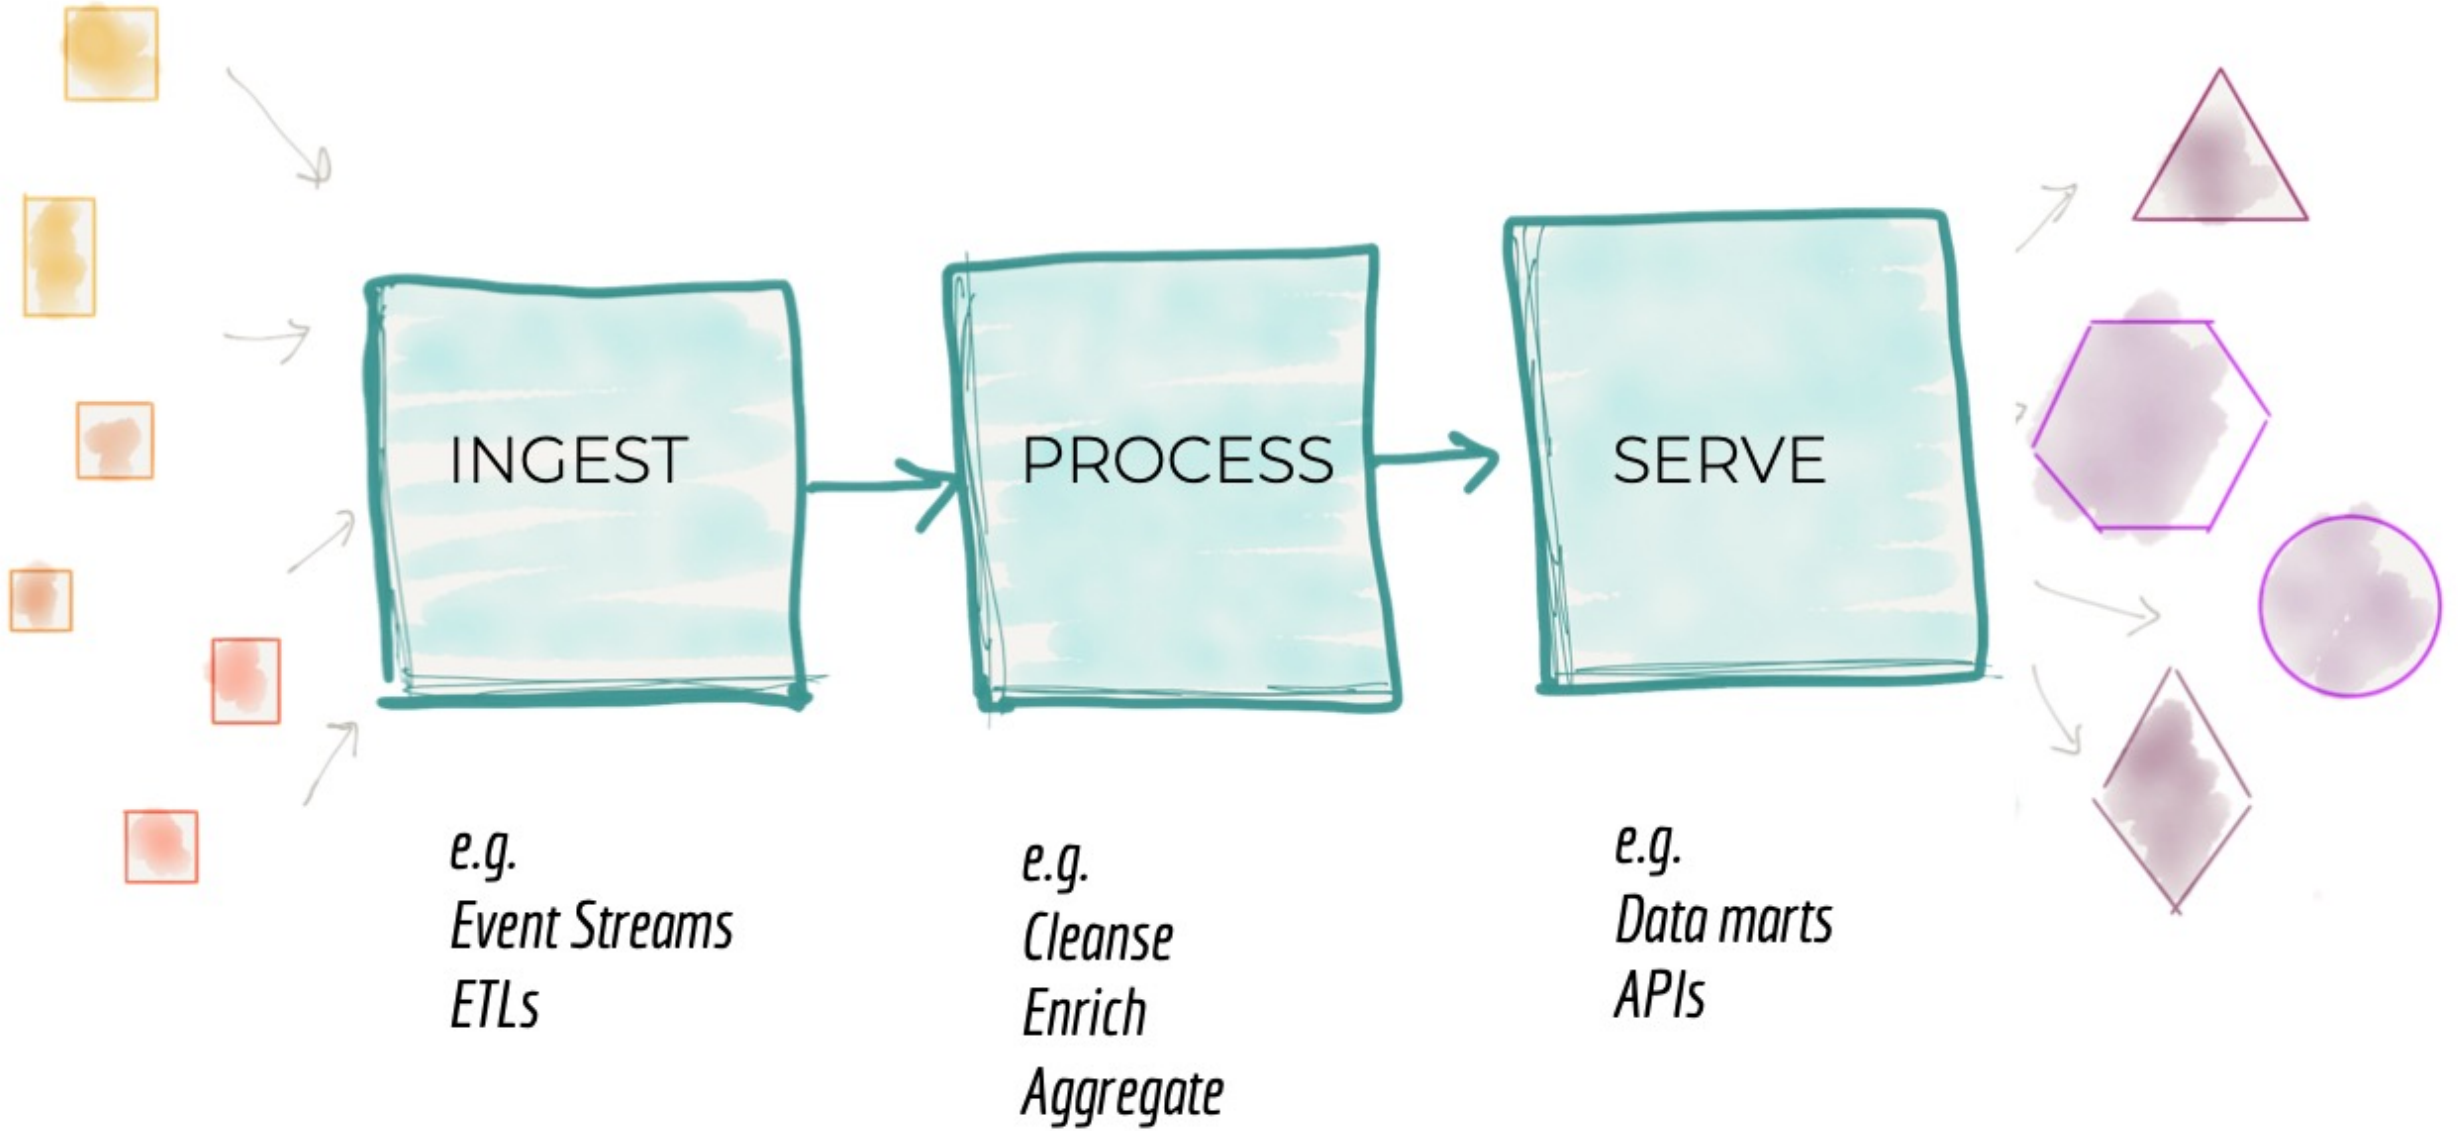 INGEST
PROCESS
SERVE
e.g.
Event Streams
ETLs
e.g.
Cleanse
Enrich
Aggregate
e.g.
Data marts
APIs